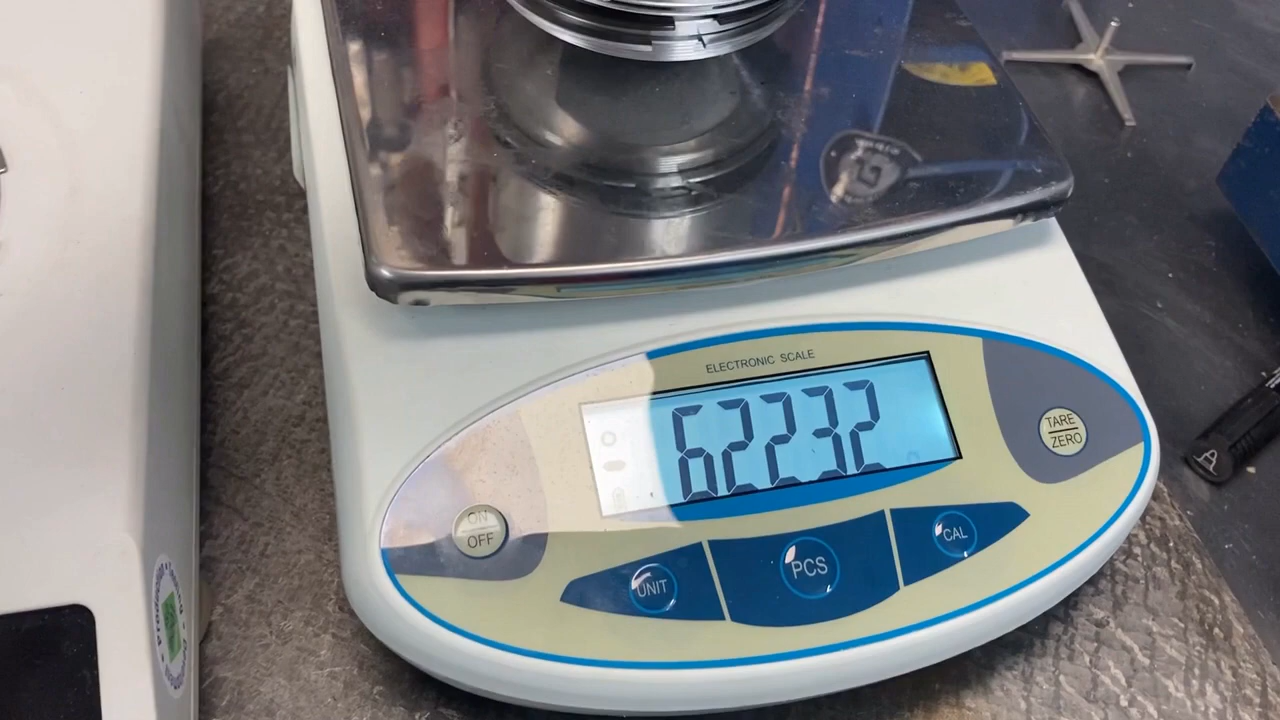 ELECTRONIC SCALE
62232
TARE
ZERO
ON
OFF
UNIT
PCS
CAL